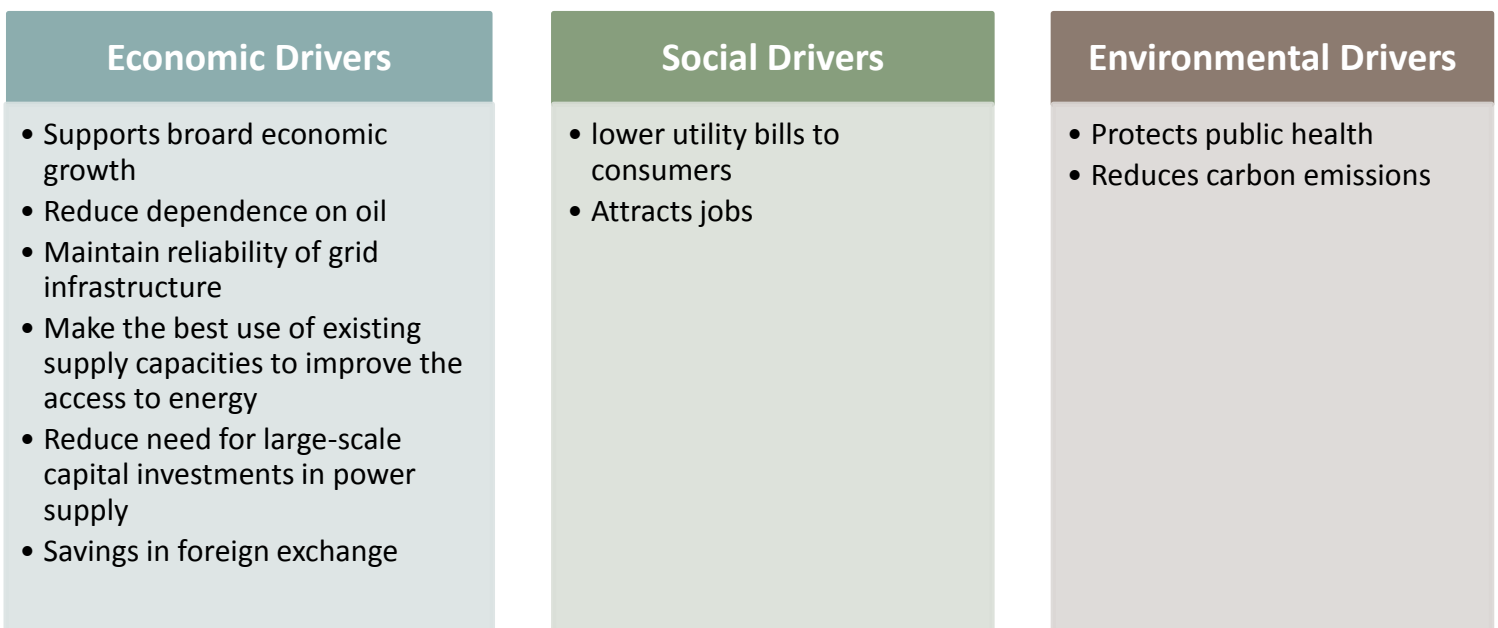 Economic Drivers
• Supports broard economic
growth
• Reduce dependence on oil
• Maintain reliability of grid
infrastructure
• Make the best use of existing
supply capacities to improve the
access to energy
• Reduce need for large-scale
capital investments in power
supply
• Savings in foreign exchange
Social Drivers
• lower utility bills to
consumers
• Attracts jobs
Environmental Drivers
• Protects public health
• Reduces carbon emissions